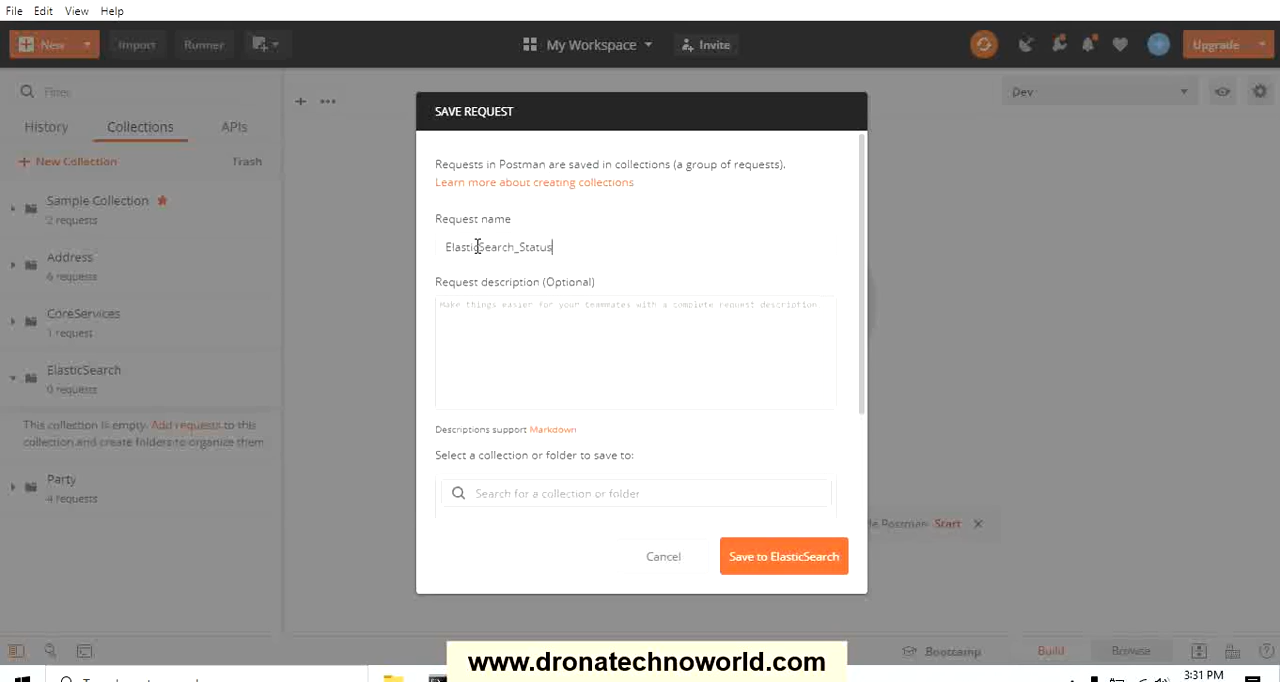 File Edit View Help
New Import Runner My Workspace Invite Upgrade
Filter Dev
History Collections APIs
+ New Collection Trash
Sample Collection
2 requests
Address
6 requests
CoreServices
1 request
ElasticSearch
0 requests
This collection is empty. Add requests to this
collection and create folders to organize them
Party
4 requests
SAVE REQUEST
Requests in Postman are saved in collections (a group of requests).
Learn more about creating collections
Request name
ElasticSearch_Status
Request description (Optional)
Make things easier for your teammates with a complete request description.
Descriptions support Markdown
Select a collection or folder to save to:
Search for a collection or folder
Cancel Save to ElasticSearch
Postman Start
Bootcamp Build Browse
www.dronatechnoworld.com
3:31 PM